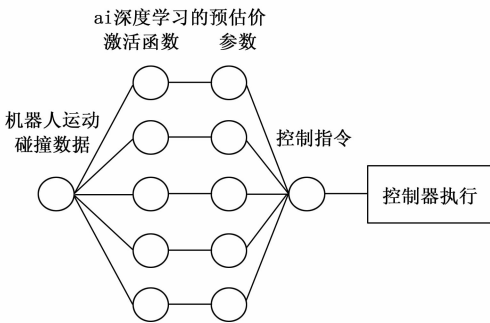 ai深度学习的预估价
激活函数
参数
机器人运动
碰撞数据
控制指令
控制器执行